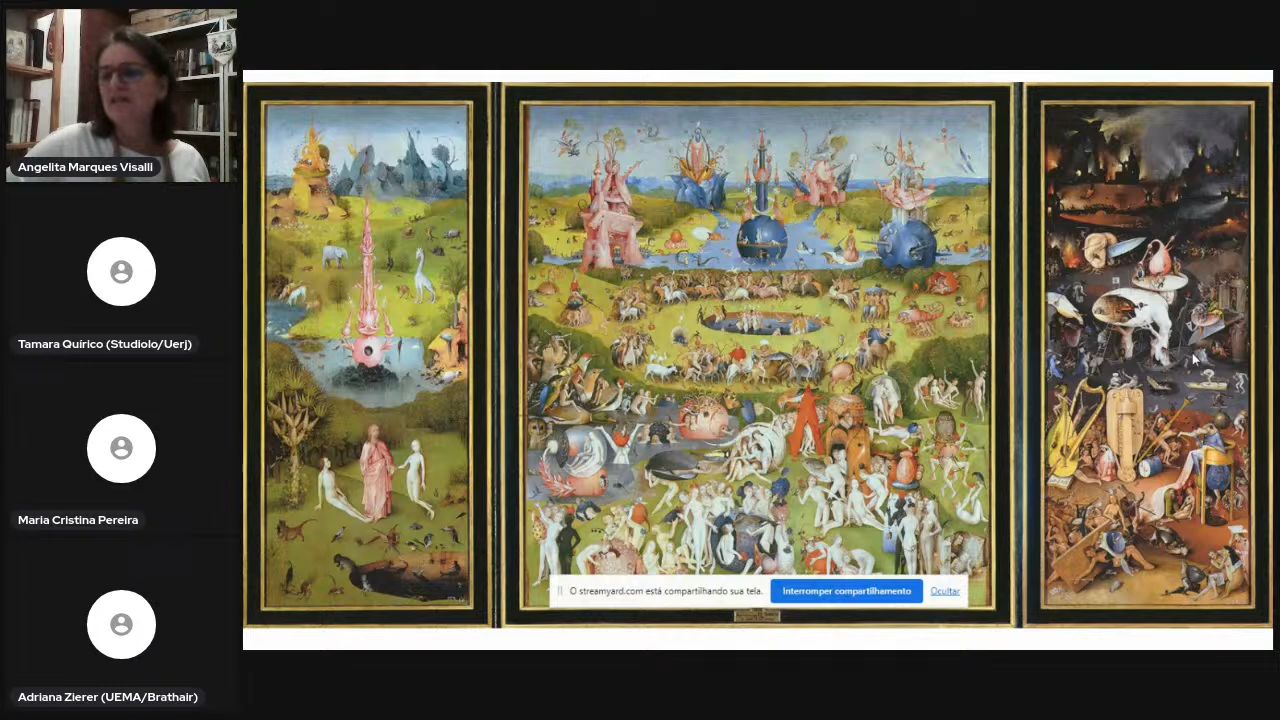 Angelita Marques Visalli
Tamara Quírico (Studiolo/Uerj)
Maria Cristina Pereira
Adriana Zierer (UEMA/Brathair)
O streamyard.com está compartilhando sua tela.
Interromper compartilhamento
Ocultar